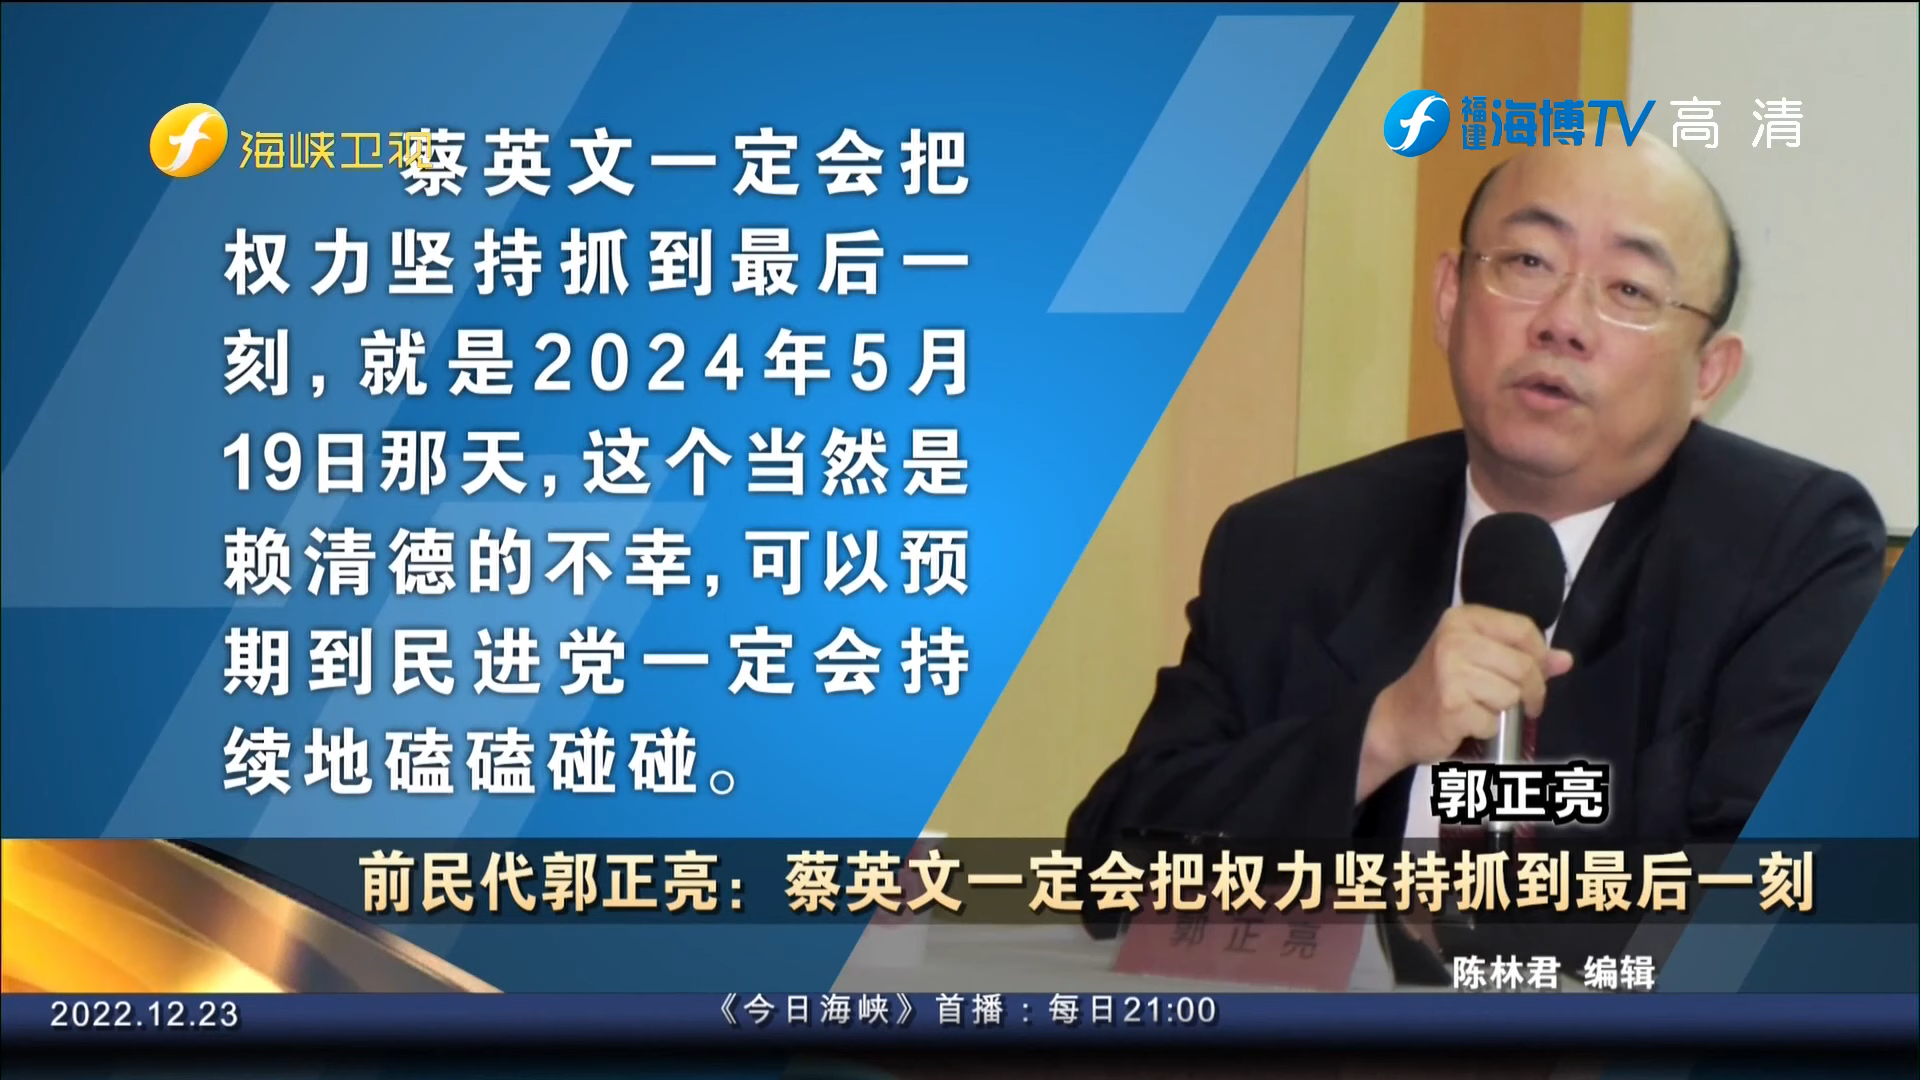 海峡卫视
福建海博TV 高清
蔡英文一定会把
权力坚持抓到最后一
刻,就是2024年5月
19日那天,这个当然是
赖清德的不幸,可以预
期到民进党一定会持
续地磕磕碰碰。
郭正亮
前民代郭正亮：蔡英文一定会把权力坚持抓到最后一刻
郭正亮
陈林君 编辑
2022.12.23
《今日海峡》首播：每日21:00